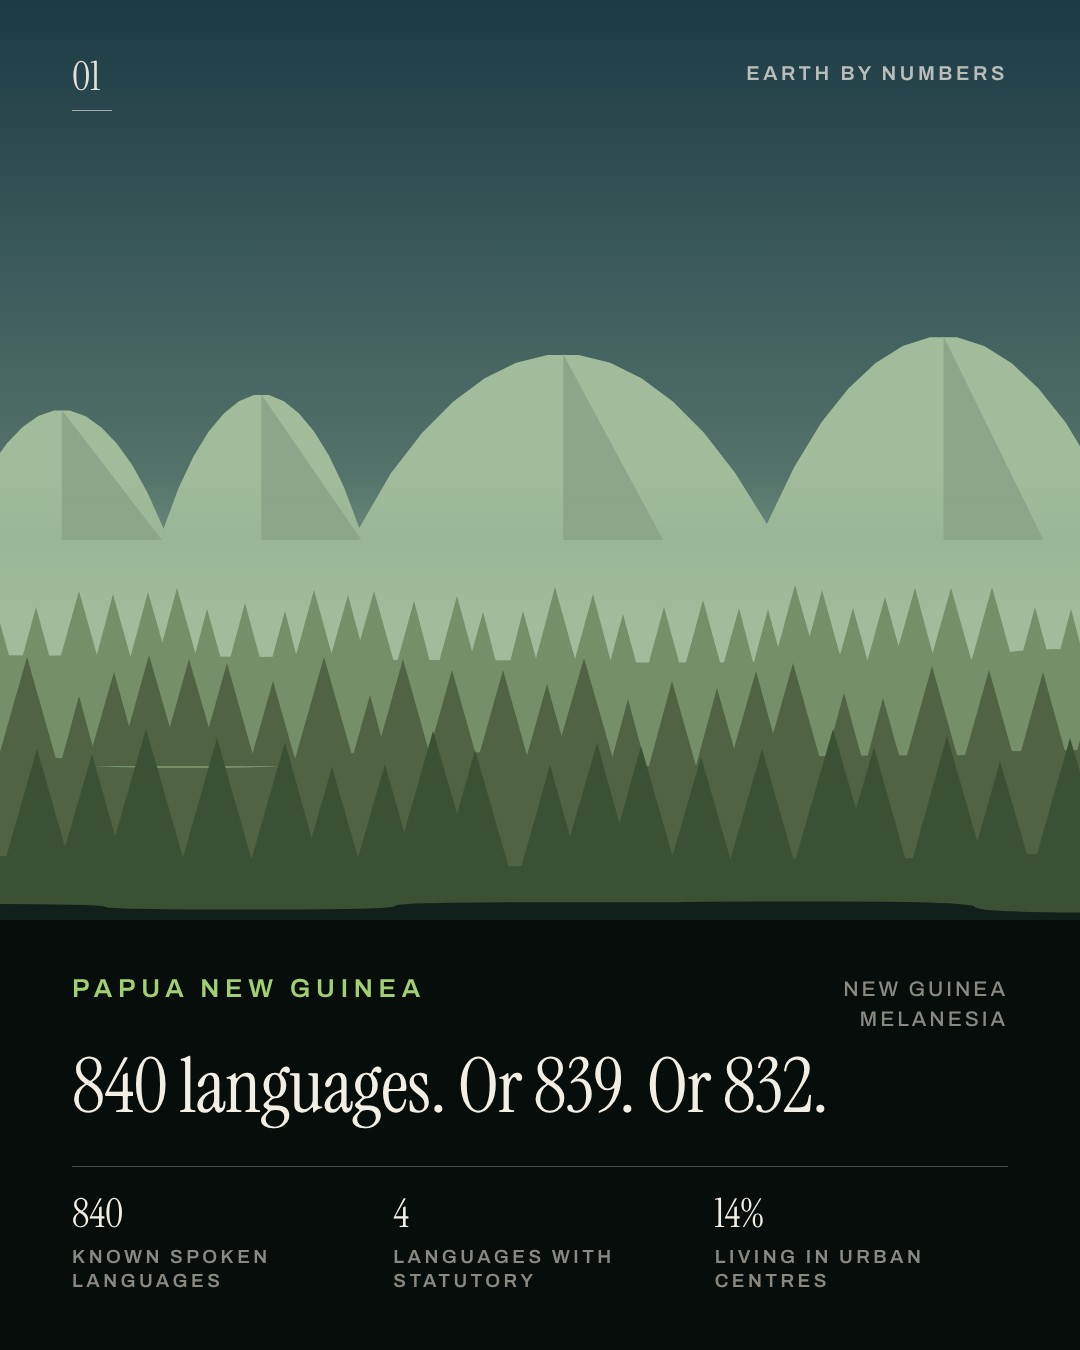 01
EARTH BY NUMBERS
PAPUA NEW GUINEA
NEW GUINEA
MELANESIA
840 languages. Or 839. Or 832.
840
KNOWN SPOKEN
LANGUAGES
4
LANGUAGES WITH
STATUTORY
14%
LIVING IN URBAN
CENTRES